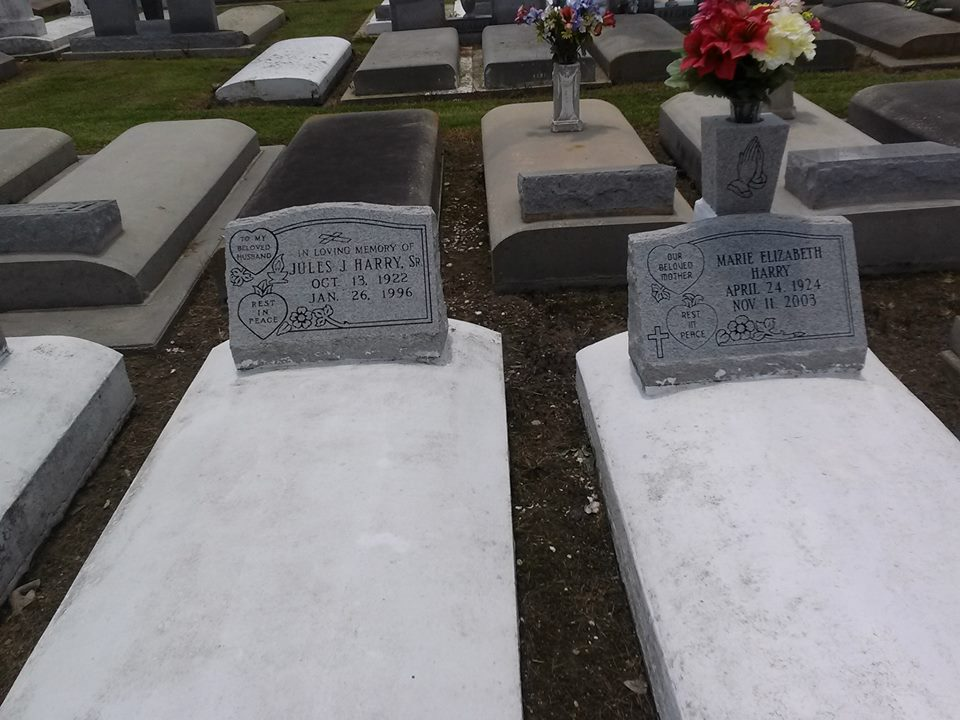 TO MY
BELOVED
HUSBAND
IN LOVING MEMORY OF
JULES J. HARRY, SR
OCT. 13, 1922
JAN. 26, 1996
REST
IN
PEACE
OUR
BELOVED
MOTHER
MARIE ELIZABETH
HARRY
APRIL 24, 1924
NOV. 11, 2003
REST
IN
PEACE